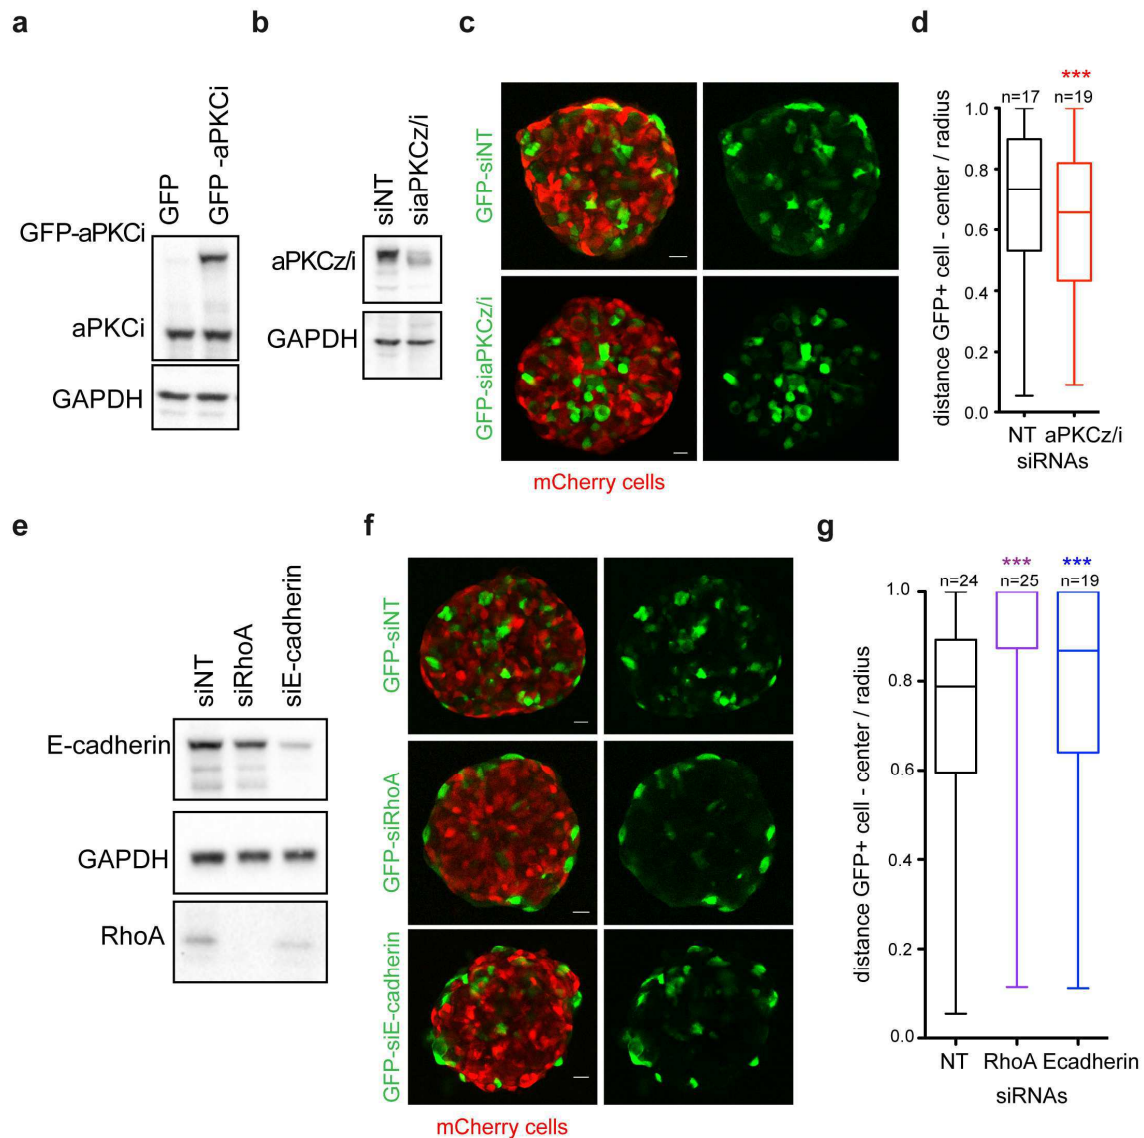 a
GFP
GFP -aPKCi
GFP-aPKCi
aPKCi
GAPDH
b
siNT
siaPKCz/i
aPKCz/i
GAPDH
c
GFP-siNT
GFP-siaPKCz/i
mCherry cells
d
***
n=17 n=19
distance GFP+ cell - center / radius
1.0
0.8
0.6
0.4
0.2
0.0
NT aPKCz/i
siRNAs
e
siNT
siRhoA
siE-cadherin
E-cadherin
GAPDH
RhoA
f
GFP-siNT
GFP-siRhoA
GFP-siE-cadherin
mCherry cells
g
*** ***
n=24 n=25 n=19
distance GFP+ cell - center / radius
1.0
0.8
0.6
0.4
0.2
0.0
NT RhoA Ecadherin
siRNAs